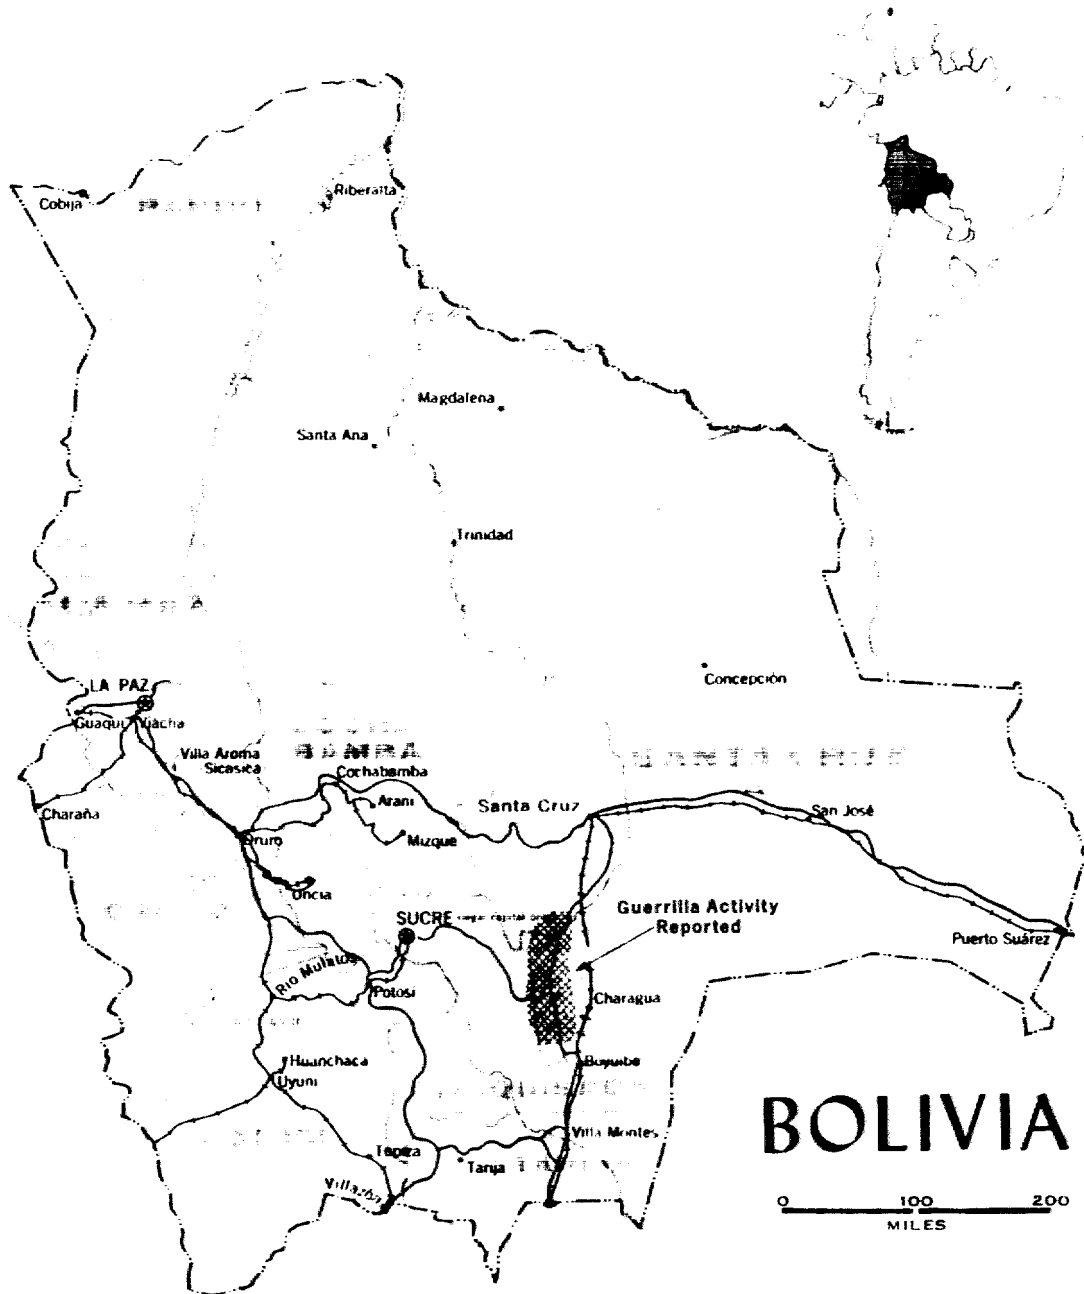 Riberalta
Cobija
Magdalena
Santa Ana
Trinidad
Concepción
LA PAZ
Guaqui
Viacha
Villa Aroma
Sicasica
Cochabamba
Arani
Santa Cruz
San José
Charaña
Oruro
Mizque
Uncia
Guerrilla Activity
Reported
SUCRE
Puerto Suárez
Rio Mulatos
Potosí
Charagua
Huanchaca
Uyuni
Boyuibe
BOLIVIA
Villa Montes
Tupiza
Tarija
Villazón
0 100 200
MILES